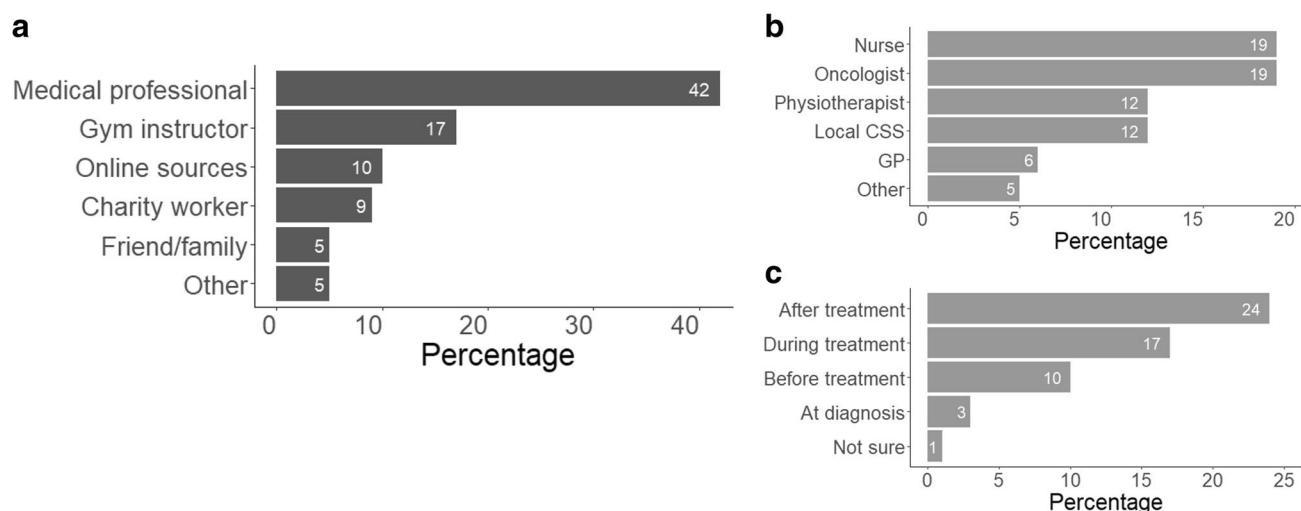 a
Medical professional 42
Gym instructor 17
Online sources 10
Charity worker 9
Friend/family 5
Other 5
0 10 20 30 40
Percentage
b
Nurse 19
Oncologist 19
Physiotherapist 12
Local CSS 12
GP 6
Other 5
0 5 10 15 20
Percentage
c
After treatment 24
During treatment 17
Before treatment 10
At diagnosis 3
Not sure 1
0 5 10 15 20 25
Percentage